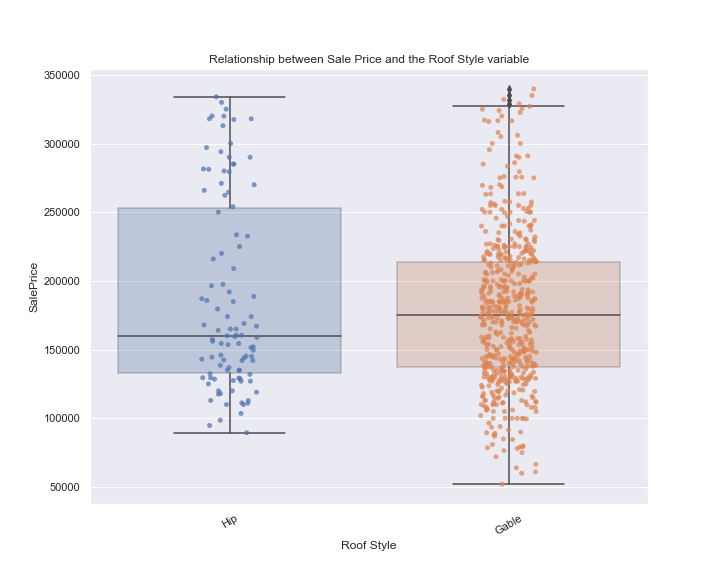 Relationship between Sale Price and the Roof Style variable
350000
300000
250000
200000
150000
100000
50000
SalePrice
Hip
Gable
Roof Style